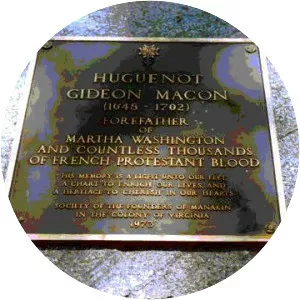 HUGUENOT
GIDEON MACON
(1648 - 1702)
FOREFATHER
OF
MARTHA WASHINGTON
AND COUNTLESS THOUSANDS
OF FRENCH PROTESTANT BLOOD
HIS MEMORY IS A LIGHT UNTO OUR FEET,
A CHART TO ENRICH OUR LIVES, AND
A HERITAGE TO CHERISH IN OUR HEARTS.
SOCIETY OF THE FOUNDERS OF MANAKIN
IN THE COLONY OF VIRGINIA
1973